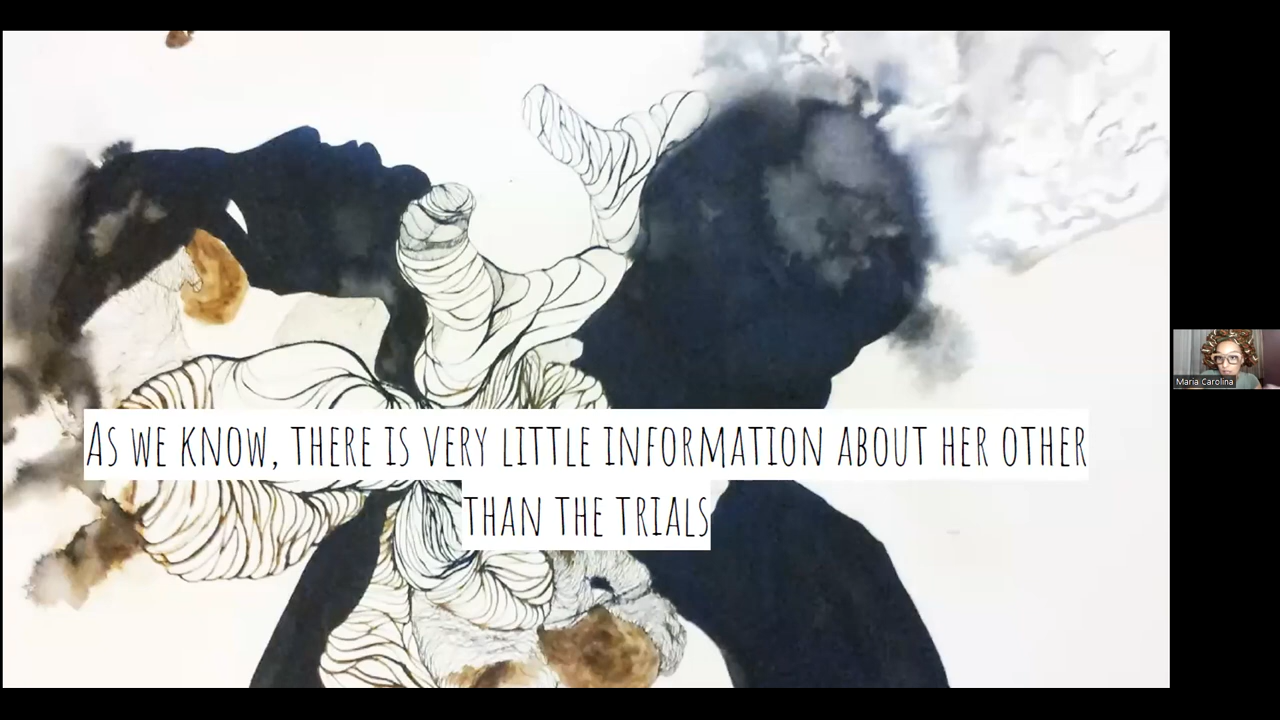 As we know, there is very little information about her other
than the trials
Maria Carolina